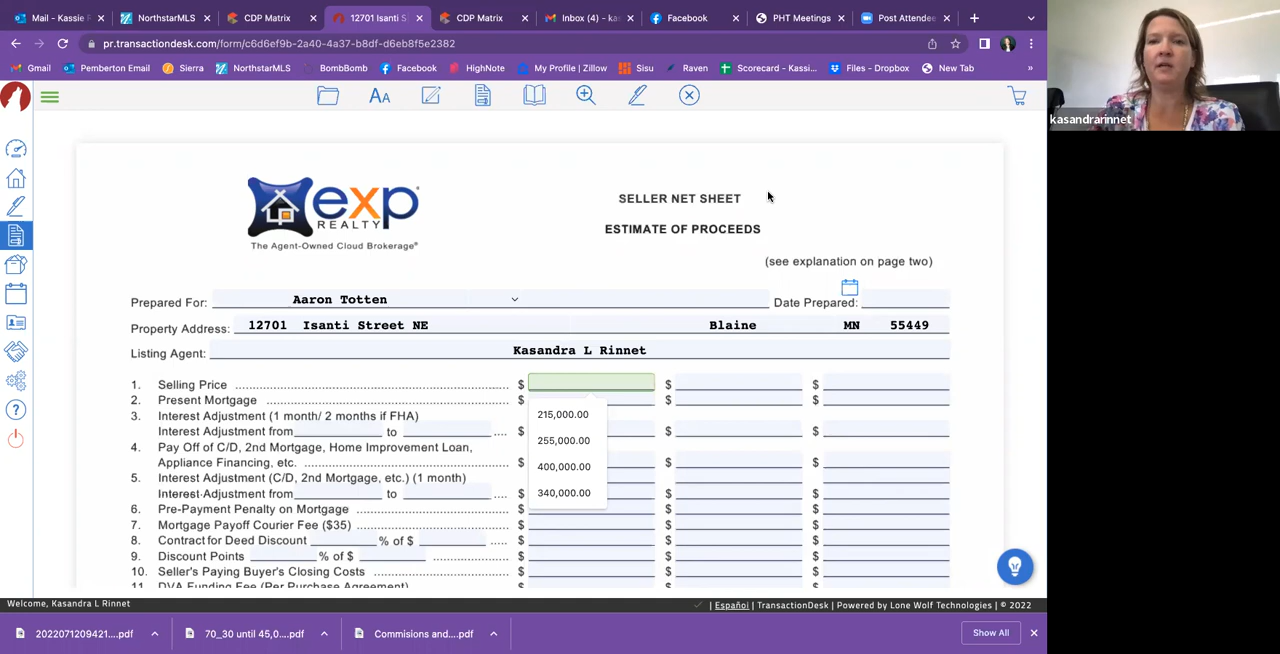 Mail - Kassie F
NorthstarMLS
CDP Matrix
12701 Isanti S
CDP Matrix
Inbox (4) - ka
Facebook
PHT Meetings
Post Attendee
pr.transactiondesk.com/form/c6d6ef9b-2a40-4a37-b8df-d6eb8f5e2382
Gmail
Pemberton Email
Sierra
NorthstarMLS
BombBomb
Facebook
HighNote
My Profile | Zillow
Sisu
Raven
Scorecard - Kassi...
Files - Dropbox
New Tab
kasandrarinnet
exp
REALTY
The Agent-Owned Cloud Brokerage®
SELLER NET SHEET
ESTIMATE OF PROCEEDS
(see explanation on page two)
Prepared For: Aaron Totten Date Prepared:
Property Address: 12701 Isanti Street NE Blaine MN 55449
Listing Agent: Kasandra L Rinnet
1. Selling Price ........ $ $ $
2. Present Mortgage ........ $ $ $
3. Interest Adjustment (1 month/ 2 months if FHA)
Interest Adjustment from to .... $ $ $
4. Pay Off of C/D, 2nd Mortgage, Home Improvement Loan,
Appliance Financing, etc. ........ $ $ $
5. Interest Adjustment (C/D, 2nd Mortgage, etc.) (1 month)
Interest Adjustment from to .... $ $ $
6. Pre-Payment Penalty on Mortgage ........ $ $ $
7. Mortgage Payoff Courier Fee ($35) ........ $ $ $
8. Contract for Deed Discount % of $ ..... $ $ $
9. Discount Points % of $ ........ $ $ $
10. Seller's Paying Buyer's Closing Costs ........ $ $ $
11. DVA Funding Fee (Per Purchase Agreement)
215,000.00
255,000.00
400,000.00
340,000.00
Welcome, Kasandra L Rinnet
| Español | TransactionDesk | Powered by Lone Wolf Technologies | © 2022
2022071209421....pdf
70_30 until 45,0....pdf
Commisions and....pdf
Show All